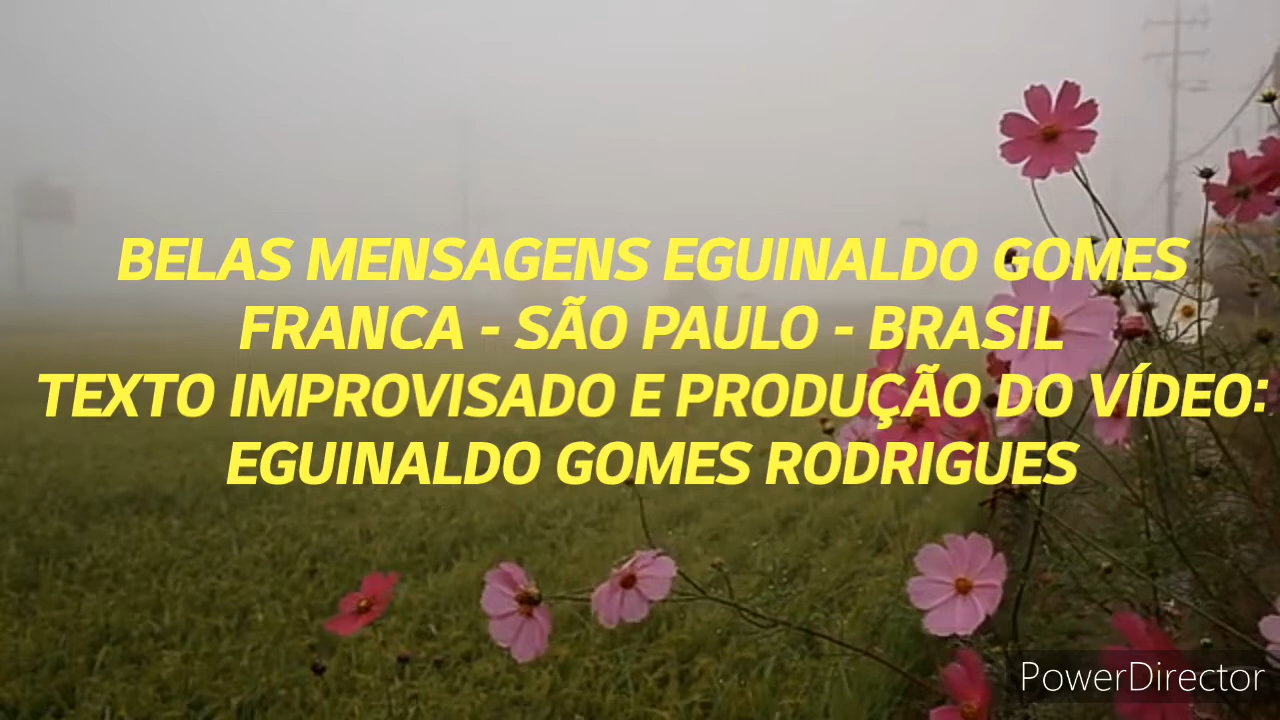 BELAS MENSAGENS EGUINALDO GOMES
FRANCA - SÃO PAULO - BRASIL
TEXTO IMPROVISADO E PRODUÇÃO DO VÍDEO:
EGUINALDO GOMES RODRIGUES
PowerDirector